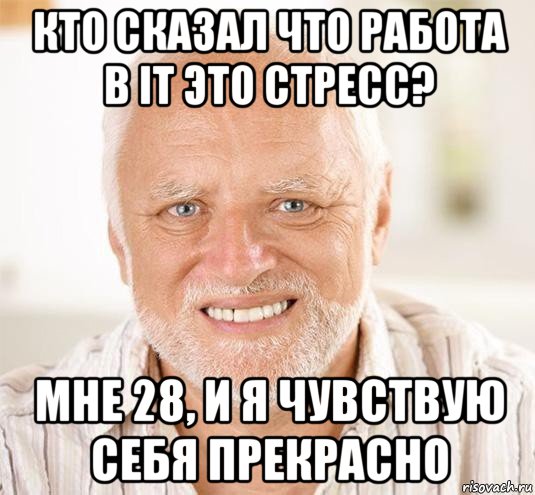 КТО СКАЗАЛ ЧТО РАБОТА
В IT ЭТО СТРЕСС?
МНЕ 28, И Я ЧУВСТВУЮ
СЕБЯ ПРЕКРАСНО
risovach.ru